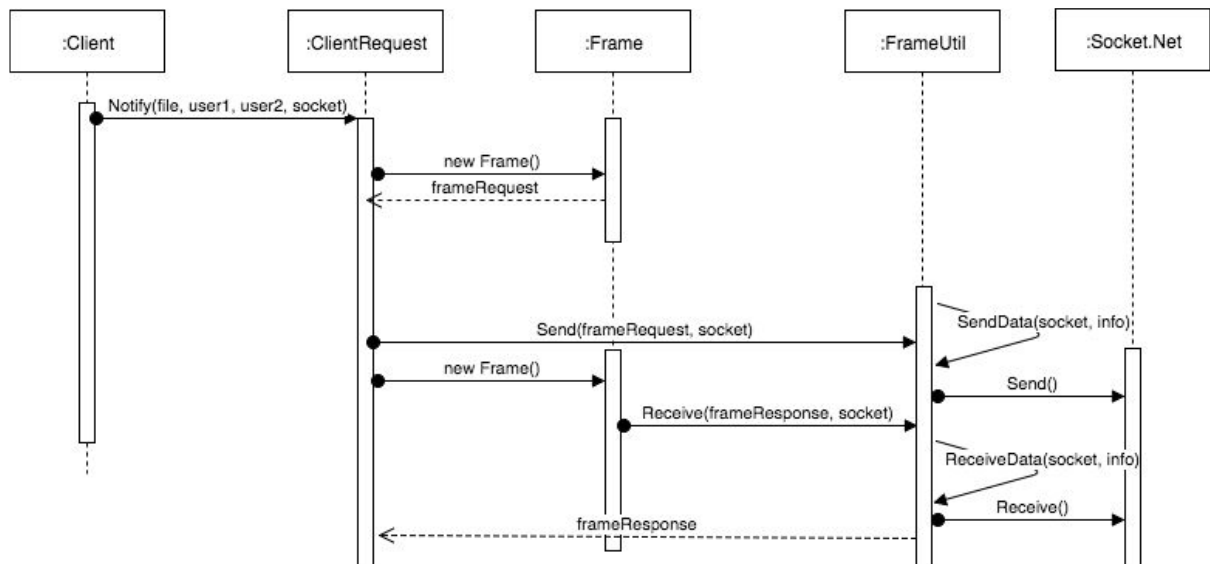 :Client
:ClientRequest
:Frame
:FrameUtil
:Socket.Net
Notify(file, user1, user2, socket)
new Frame()
frameRequest
SendData(socket, info)
Send(frameRequest, socket)
new Frame()
Send()
Receive(frameResponse, socket)
ReceiveData(socket, info)
Receive()
frameResponse